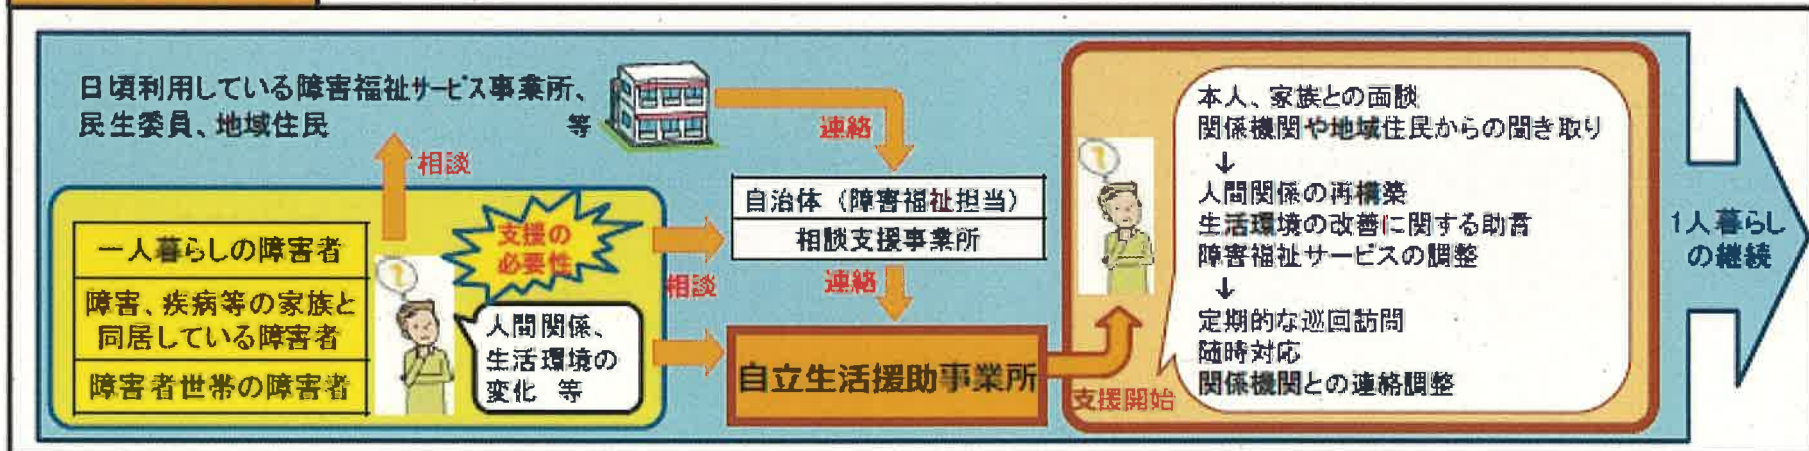 日頃利用している障害福祉サービス事業所、
民生委員、地域住民 等
連絡
相談
一人暮らしの障害者
障害、疾病等の家族と
同居している障害者
障害者世帯の障害者
支援の
必要性
人間関係、
生活環境の
変化 等
相談
自治体（障害福祉担当）
相談支援事業所
連絡
自立生活援助事業所
支援開始
本人、家族との面談
関係機関や地域住民からの聞き取り
↓
人間関係の再構築
生活環境の改善に関する助言
障害福祉サービスの調整
↓
定期的な巡回訪問
随時対応
関係機関との連絡調整
1人暮らし
の継続